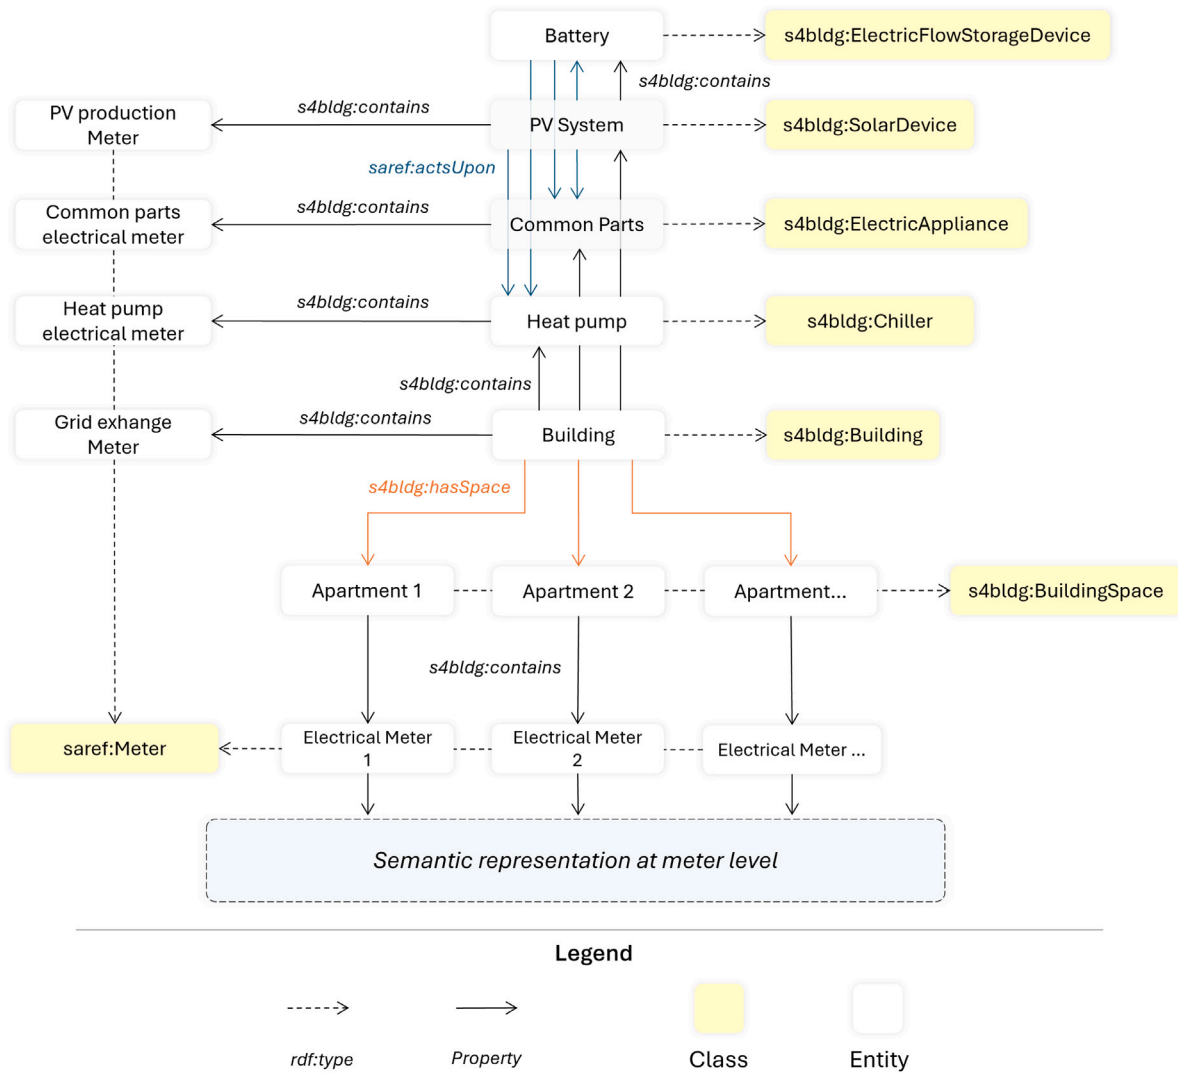 Battery
s4bldg:ElectricFlowStorageDevice
s4bldg:contains
PV production
Meter
s4bldg:contains
PV System
s4bldg:SolarDevice
saref:actsUpon
Common parts
electrical meter
s4bldg:contains
Common Parts
s4bldg:ElectricAppliance
Heat pump
electrical meter
s4bldg:contains
Heat pump
s4bldg:Chiller
s4bldg:contains
Grid exhange
Meter
s4bldg:contains
Building
s4bldg:Building
s4bldg:hasSpace
Apartment 1
Apartment 2
Apartment...
s4bldg:BuildingSpace
s4bldg:contains
saref:Meter
Electrical Meter
1
Electrical Meter
2
Electrical Meter ...
Semantic representation at meter level
Legend
rdf:type
Property
Class
Entity